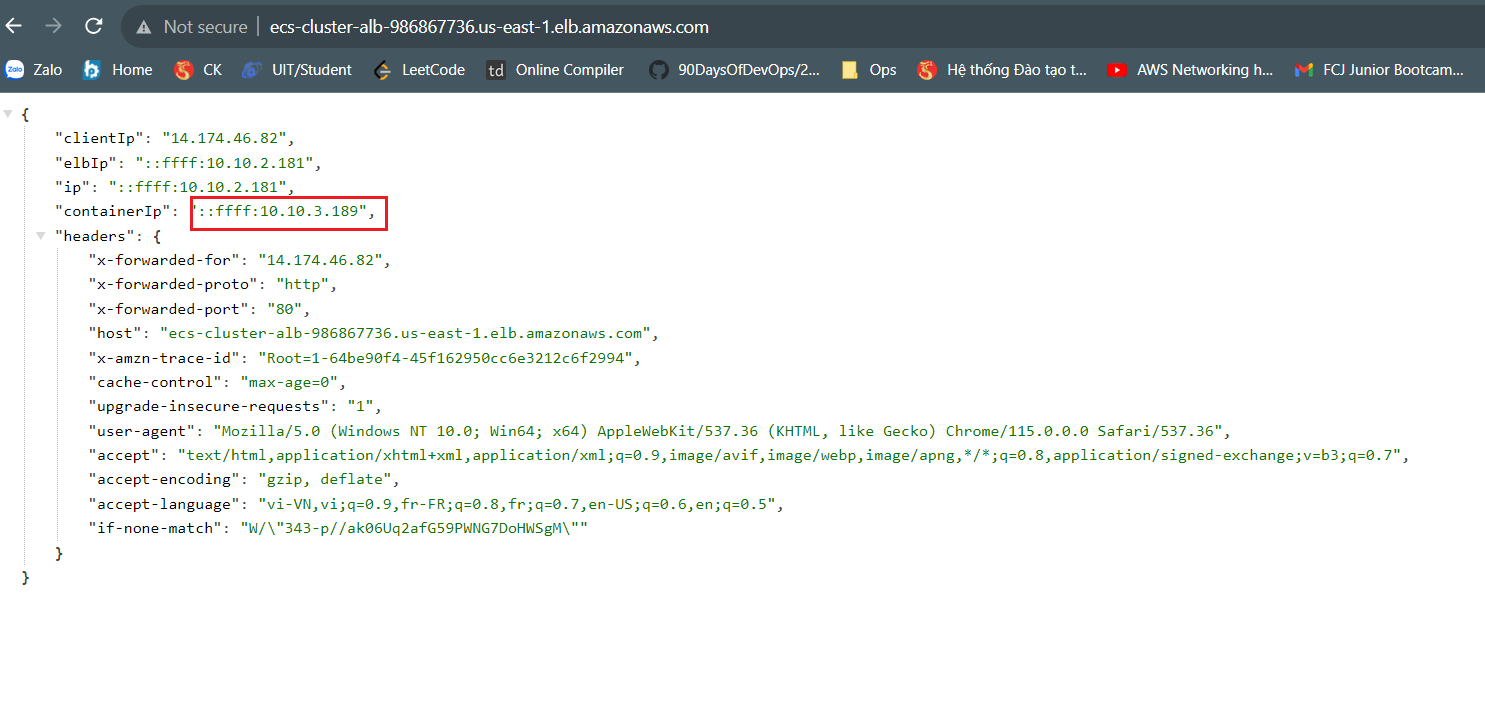 Not secure | ecs-cluster-alb-986867736.us-east-1.elb.amazonaws.com
Zalo Zalo Home CK UIT/Student LeetCode td Online Compiler 90DaysOfDevOps/2... Ops Hệ thống Đào tạo t... AWS Networking h... FCJ Junior Bootcam...
{
"clientIp": "14.174.46.82",
"elbIp": "::ffff:10.10.2.181",
"ip": "::ffff:10.10.2.181",
"containerIp": "::ffff:10.10.3.189",
"headers": {
"x-forwarded-for": "14.174.46.82",
"x-forwarded-proto": "http",
"x-forwarded-port": "80",
"host": "ecs-cluster-alb-986867736.us-east-1.elb.amazonaws.com",
"x-amzn-trace-id": "Root=1-64be90f4-45f162950cc6e3212c6f2994",
"cache-control": "max-age=0",
"upgrade-insecure-requests": "1",
"user-agent": "Mozilla/5.0 (Windows NT 10.0; Win64; x64) AppleWebKit/537.36 (KHTML, like Gecko) Chrome/115.0.0.0 Safari/537.36",
"accept": "text/html,application/xhtml+xml,application/xml;q=0.9,image/avif,image/webp,image/apng,*/*;q=0.8,application/signed-exchange;v=b3;q=0.7",
"accept-encoding": "gzip, deflate",
"accept-language": "vi-VN,vi;q=0.9,fr-FR;q=0.8,fr;q=0.7,en-US;q=0.6,en;q=0.5",
"if-none-match": "W/\"343-p//ak06Uq2afG59PWNG7DoHWSgM\""
}
}